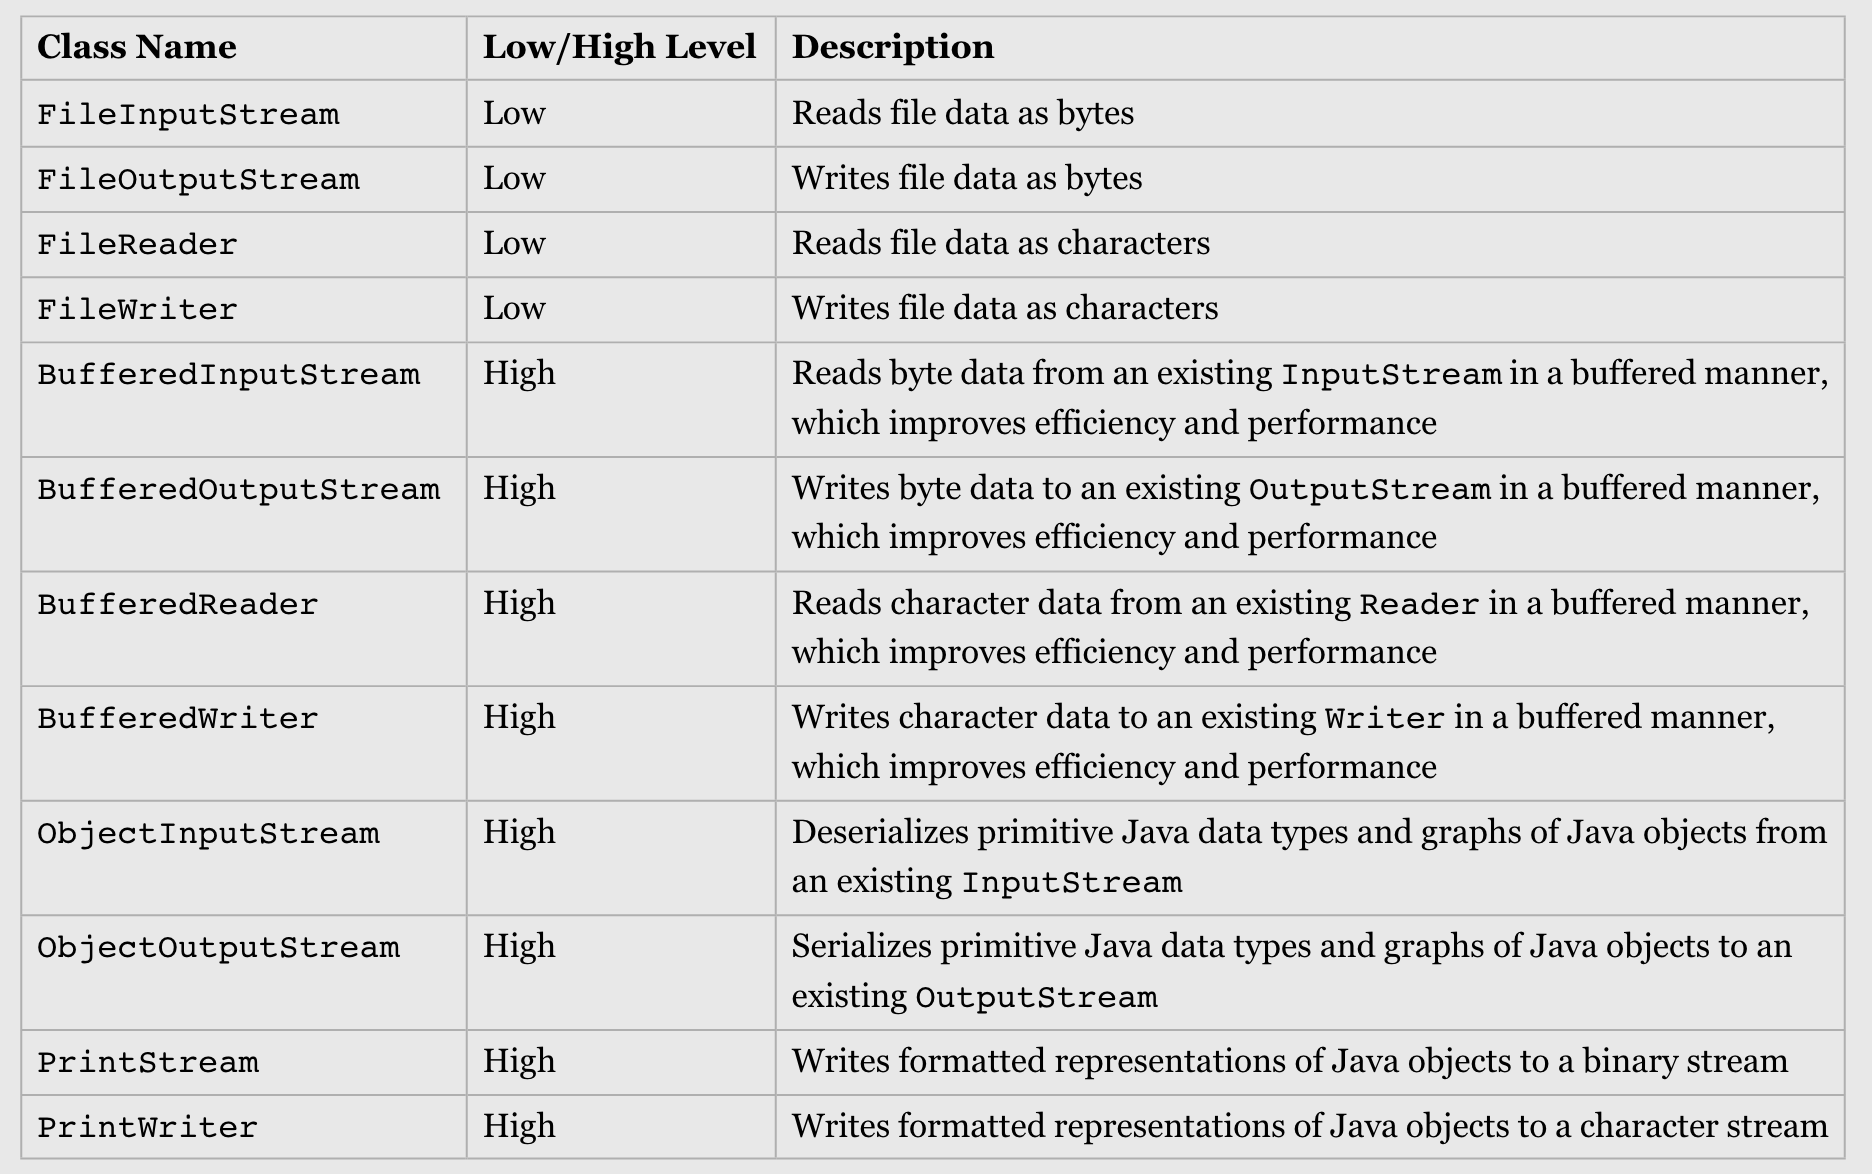 Class Name Low/High Level Description
FileInputStream Low Reads file data as bytes
FileOutputStream Low Writes file data as bytes
FileReader Low Reads file data as characters
FileWriter Low Writes file data as characters
BufferedInputStream High Reads byte data from an existing InputStream in a buffered manner,
which improves efficiency and performance
BufferedOutputStream High Writes byte data to an existing OutputStream in a buffered manner,
which improves efficiency and performance
BufferedReader High Reads character data from an existing Reader in a buffered manner,
which improves efficiency and performance
BufferedWriter High Writes character data to an existing Writer in a buffered manner,
which improves efficiency and performance
ObjectInputStream High Deserializes primitive Java data types and graphs of Java objects from
an existing InputStream
ObjectOutputStream High Serializes primitive Java data types and graphs of Java objects to an
existing OutputStream
PrintStream High Writes formatted representations of Java objects to a binary stream
PrintWriter High Writes formatted representations of Java objects to a character stream